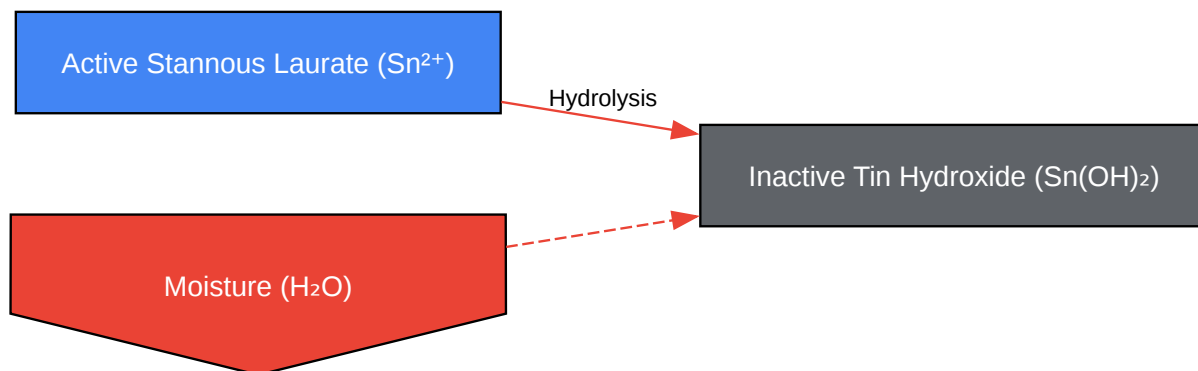 Active Stannous Laurate (Sn²⁺)
Hydrolysis
Inactive Tin Hydroxide (Sn(OH)₂)
Moisture (H₂O)